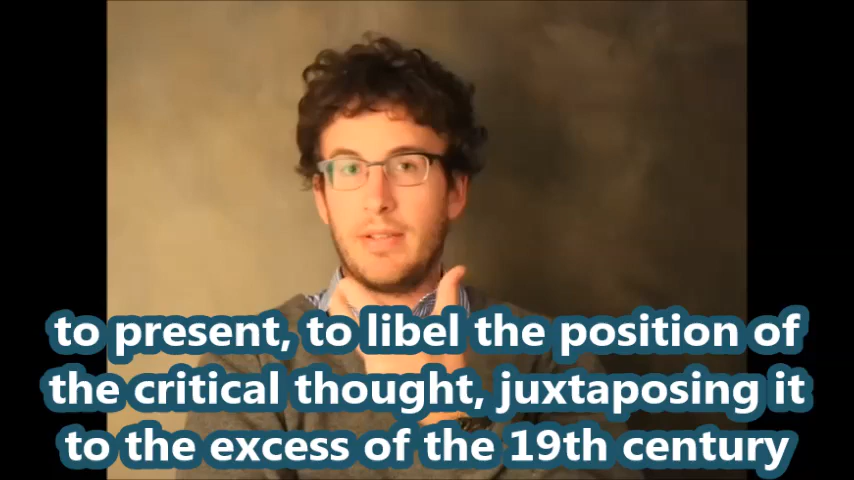 to present, to libel the position of
the critical thought, juxtaposing it
to the excess of the 19th century